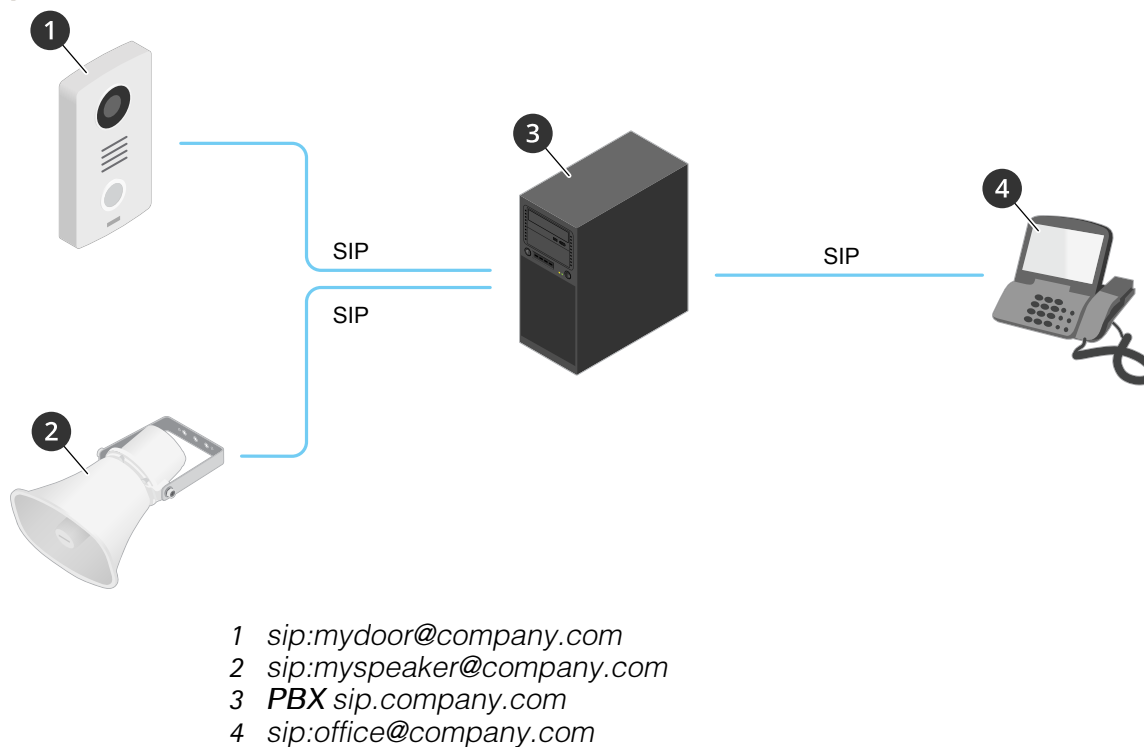 1
3
4
SIP
SIP
SIP
2
1 sip:mydoor@company.com
2 sip:myspeaker@company.com
3 PBX sip.company.com
4 sip:office@company.com